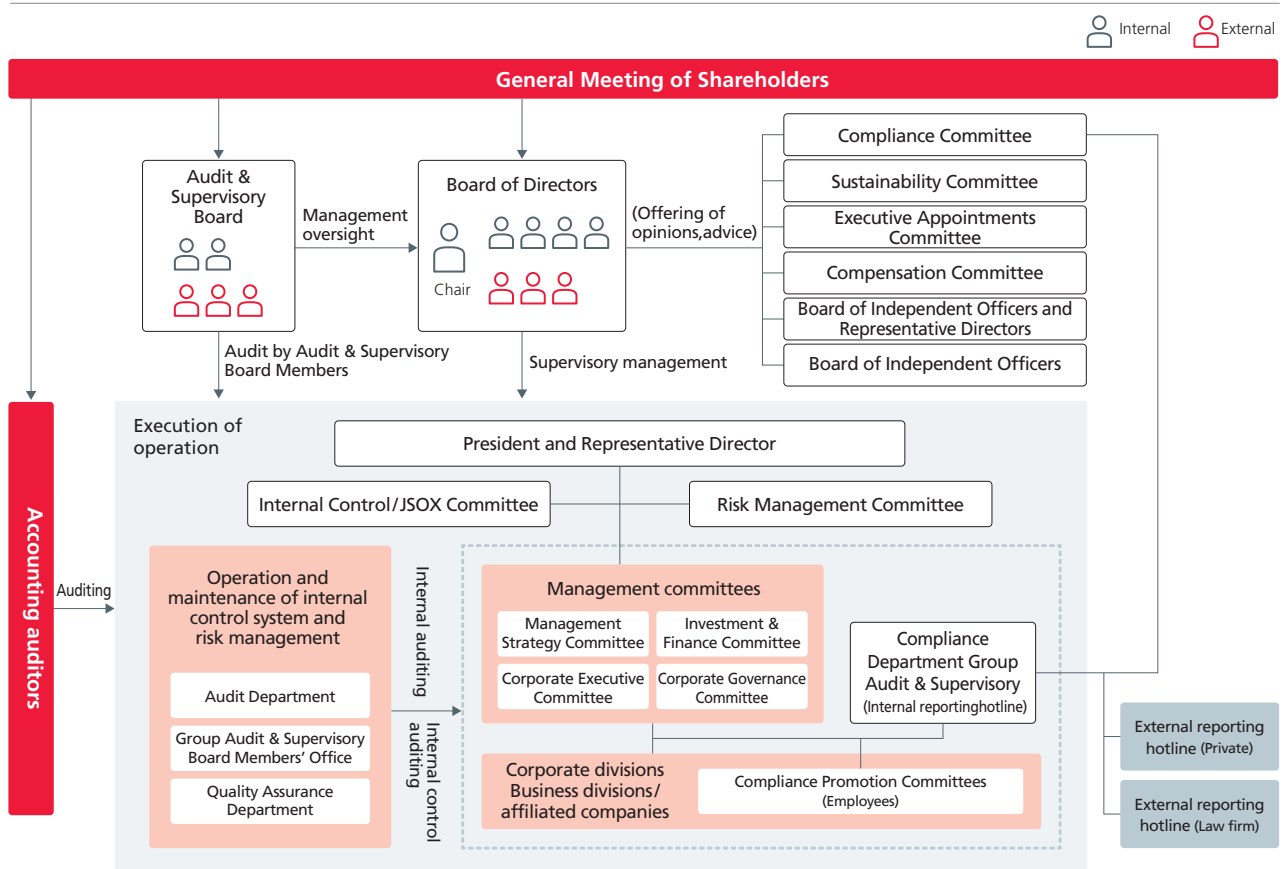 Internal
External
General Meeting of Shareholders
Audit &
Supervisory
Board
Management
oversight
Board of Directors
Chair
(Offering of
opinions,advice)
Compliance Committee
Sustainability Committee
Executive Appointments
Committee
Compensation Committee
Board of Independent Officers and
Representative Directors
Board of Independent Officers
Audit by Audit & Supervisory
Board Members
Supervisory management
Accounting auditors
Auditing
Execution of
operation
President and Representative Director
Internal Control/JSOX Committee
Risk Management Committee
Operation and
maintenance of internal
control system and
risk management
Audit Department
Group Audit & Supervisory
Board Members’ Office
Quality Assurance
Department
Internal auditing
Internal control
auditing
Management committees
Management
Strategy Committee
Investment &
Finance Committee
Corporate Executive
Committee
Corporate Governance
Committee
Compliance
Department Group
Audit & Supervisory
(Internal reportinghotline)
Corporate divisions
Business divisions/
affiliated companies
Compliance Promotion Committees
(Employees)
External reporting
hotline (Private)
External reporting
hotline (Law firm)